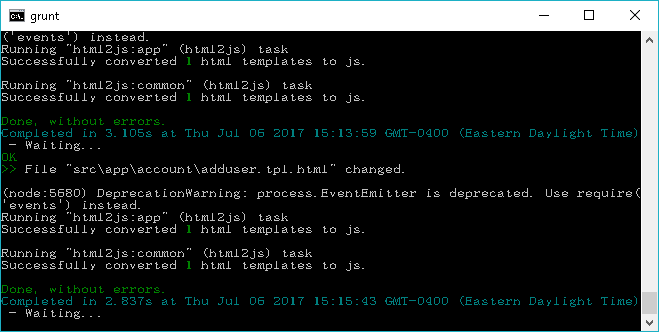 grunt
('events') instead.
Running "html2js:app" (html2js) task
Successfully converted 1 html templates to js.
Running "html2js:common" (html2js) task
Successfully converted 1 html templates to js.
Done, without errors.
Completed in 3.105s at Thu Jul 06 2017 15:13:59 GMT-0400 (Eastern Daylight Time)
- Waiting...
OK
>> File "src\app\account\adduser.tpl.html" changed.
(node:5680) DeprecationWarning: process.EventEmitter is deprecated. Use require(
'events') instead.
Running "html2js:app" (html2js) task
Successfully converted 1 html templates to js.
Running "html2js:common" (html2js) task
Successfully converted 1 html templates to js.
Done, without errors.
Completed in 2.837s at Thu Jul 06 2017 15:15:43 GMT-0400 (Eastern Daylight Time)
- Waiting...